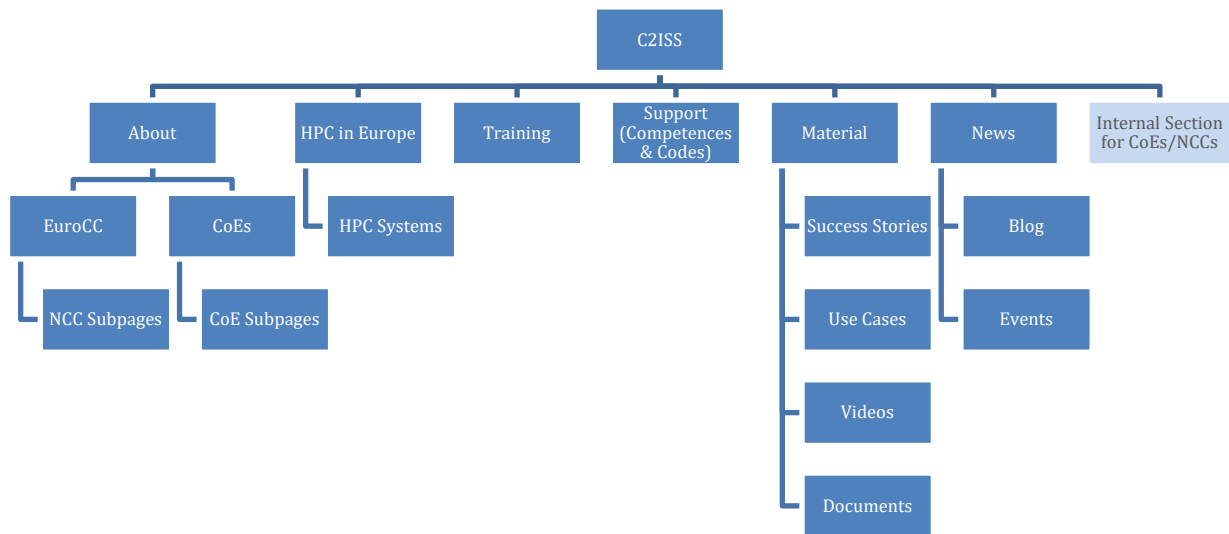 C2ISS
About
HPC in Europe
Training
Support
(Competences
& Codes)
Material
News
Internal Section
for CoEs/NCCs
EuroCC
CoEs
HPC Systems
Success Stories
Blog
NCC Subpages
CoE Subpages
Use Cases
Events
Videos
Documents